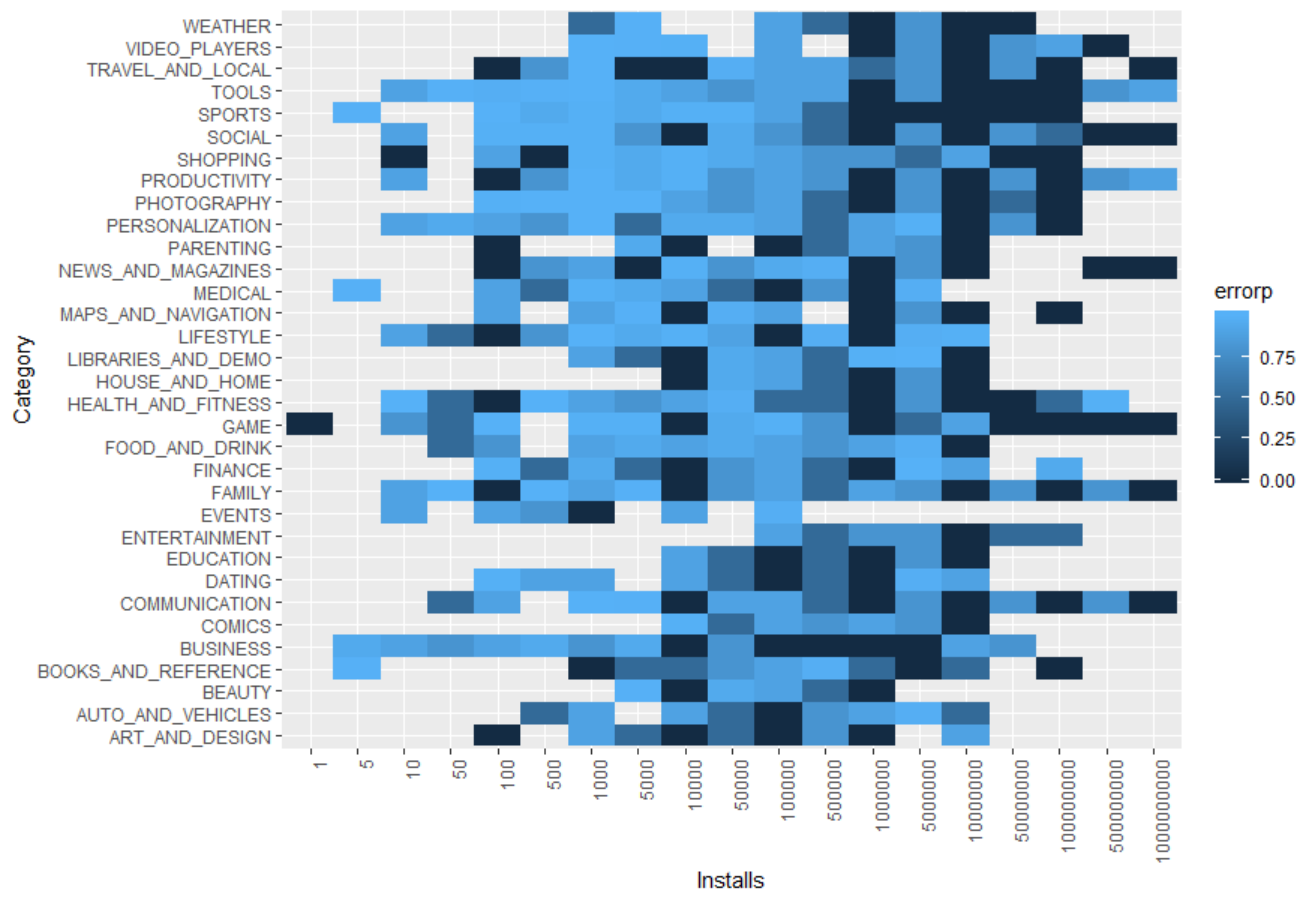 WEATHER
VIDEO_PLAYERS
TRAVEL_AND_LOCAL
TOOLS
SPORTS
SOCIAL
SHOPPING
PRODUCTIVITY
PHOTOGRAPHY
PERSONALIZATION
PARENTING
NEWS_AND_MAGAZINES
MEDICAL
MAPS_AND_NAVIGATION
LIFESTYLE
LIBRARIES_AND_DEMO
HOUSE_AND_HOME
HEALTH_AND_FITNESS
GAME
FOOD_AND_DRINK
FINANCE
FAMILY
EVENTS
ENTERTAINMENT
EDUCATION
DATING
COMMUNICATION
COMICS
BUSINESS
BOOKS_AND_REFERENCE
BEAUTY
AUTO_AND_VEHICLES
ART_AND_DESIGN
Category
1
5
10
50
100
500
1000
5000
10000
50000
100000
500000
1000000
5000000
10000000
50000000
100000000
500000000
1000000000
Installs
errorp
0.75
0.50
0.25
0.00